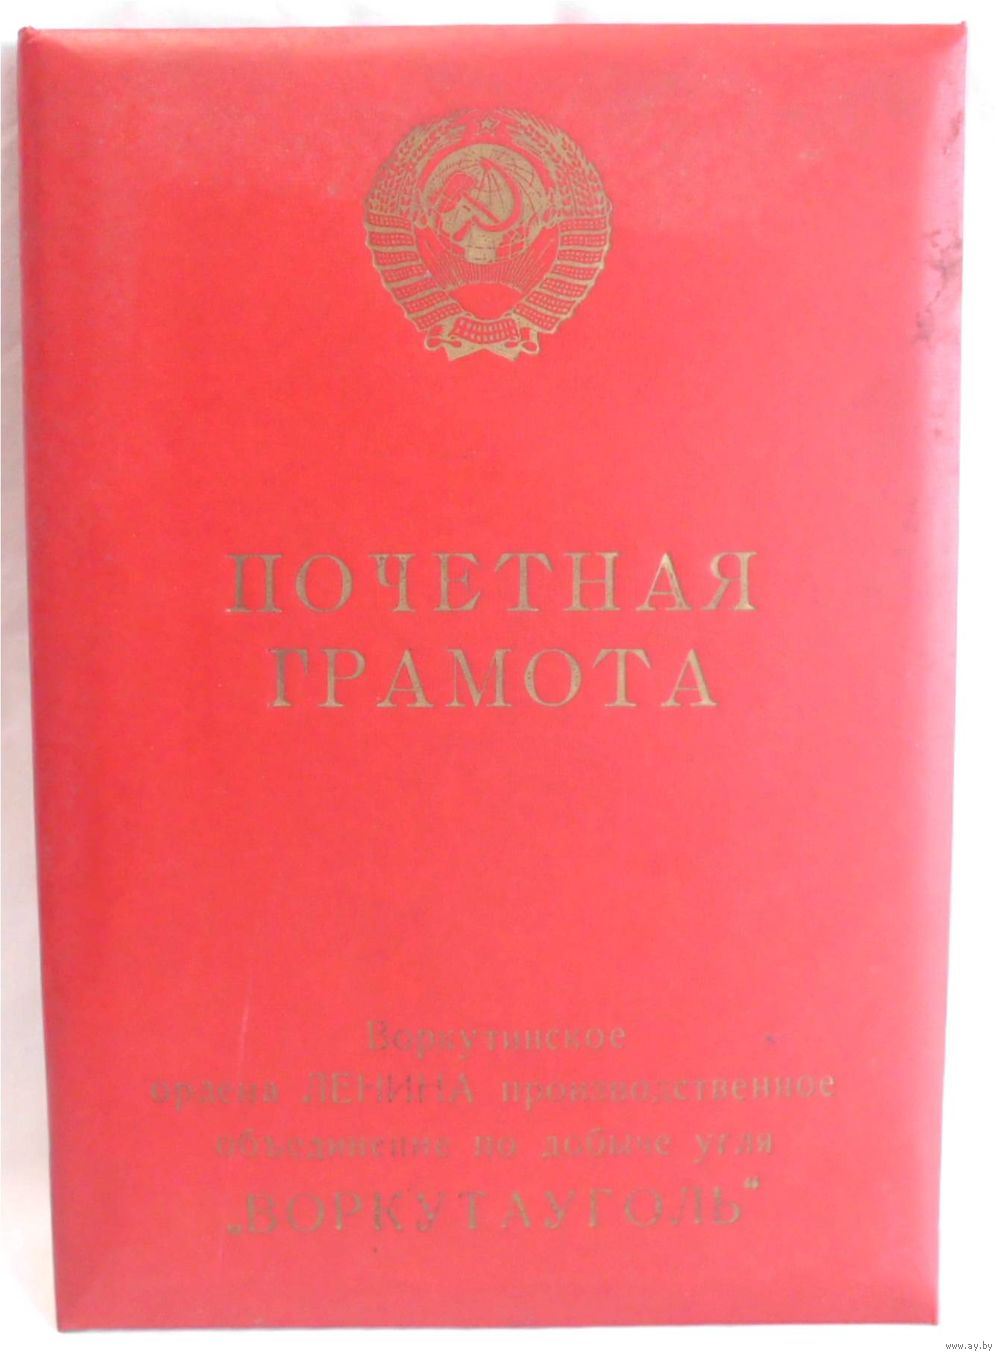 ПОЧЕТНАЯ
ГРАМОТА
Воркутинское
ордена ЛЕНИНА производственное
объединение по добыче угля
„ВОРКУТАУГОЛЬ“
www.ay.by